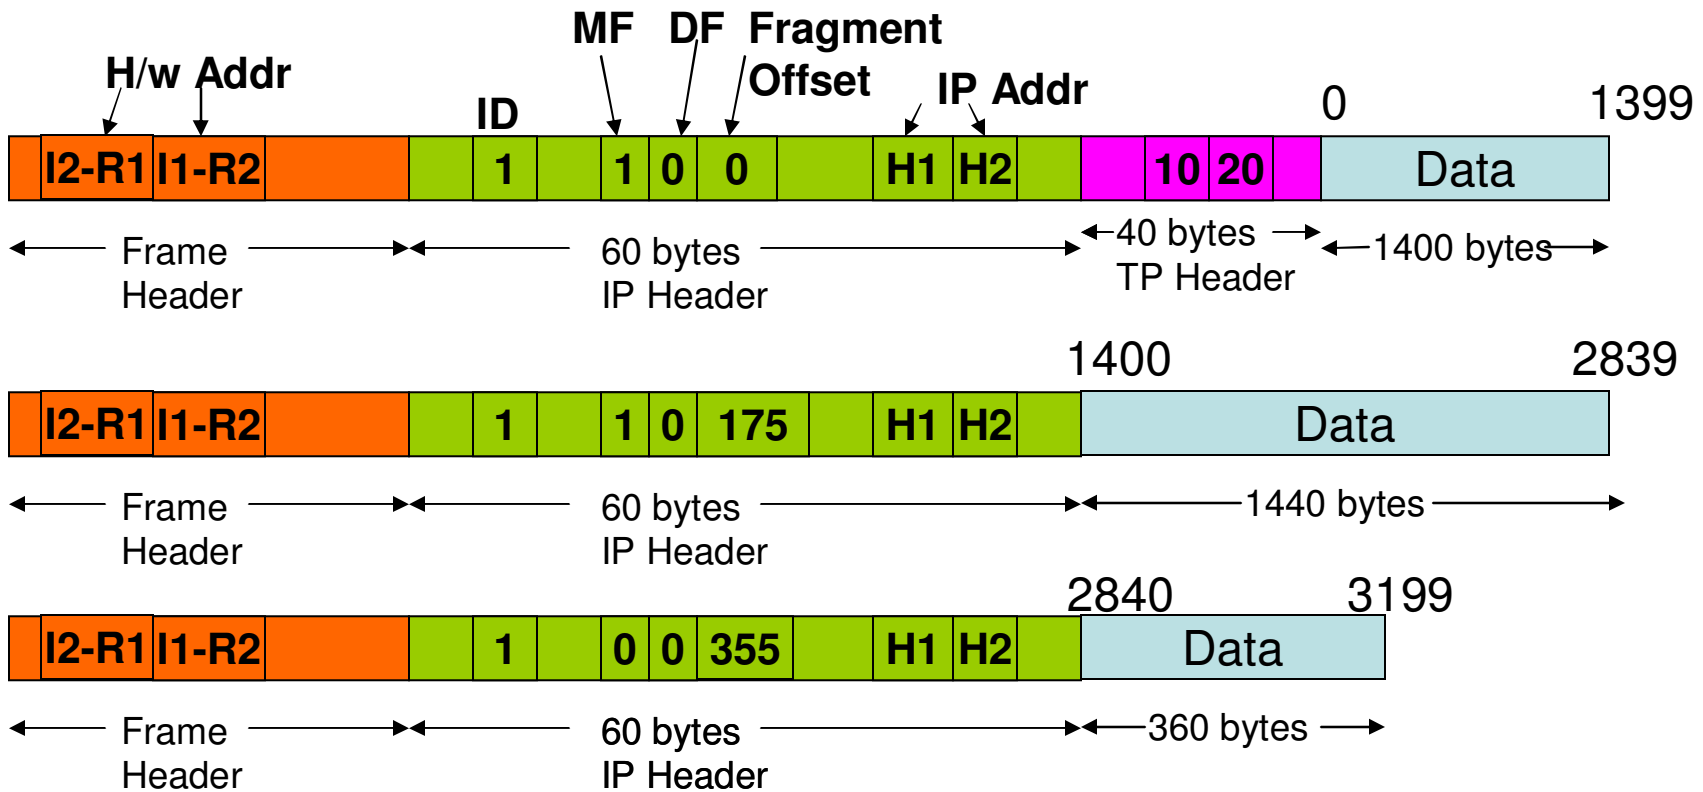 MF DF Fragment
Offset
H/w Addr
ID
IP Addr
0 1399
I2-R1 I1-R2 1 1 0 0 H1 H2 10 20 Data
Frame
Header
60 bytes
IP Header
40 bytes
TP Header
1400 bytes
1400 2839
I2-R1 I1-R2 1 1 0 175 H1 H2 Data
Frame
Header
60 bytes
IP Header
1440 bytes
2840 3199
I2-R1 I1-R2 1 0 0 355 H1 H2 Data
Frame
Header
60 bytes
IP Header
360 bytes